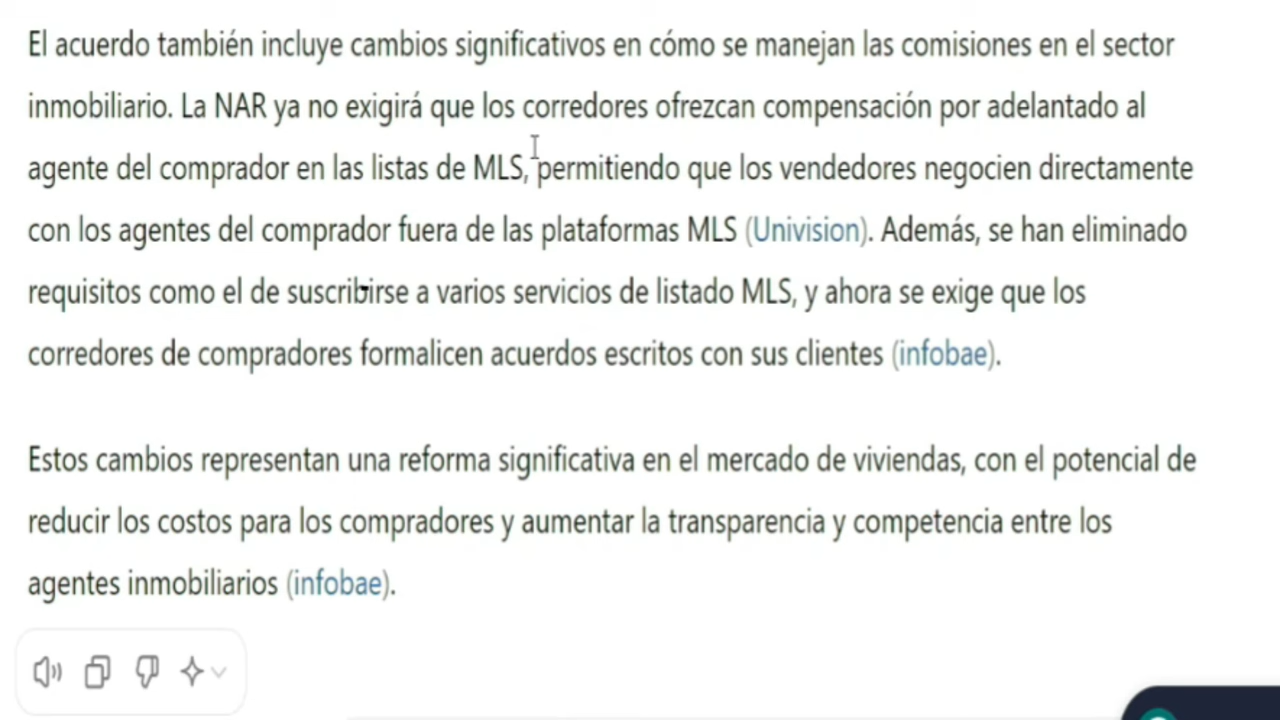 El acuerdo también incluye cambios significativos en cómo se manejan las comisiones en el sector
inmobiliario. La NAR ya no exigirá que los corredores ofrezcan compensación por adelantado al
agente del comprador en las listas de MLS, permitiendo que los vendedores negocien directamente
con los agentes del comprador fuera de las plataformas MLS (Univision). Además, se han eliminado
requisitos como el de suscribirse a varios servicios de listado MLS, y ahora se exige que los
corredores de compradores formalicen acuerdos escritos con sus clientes (infobae).
Estos cambios representan una reforma significativa en el mercado de viviendas, con el potencial de
reducir los costos para los compradores y aumentar la transparencia y competencia entre los
agentes inmobiliarios (infobae).